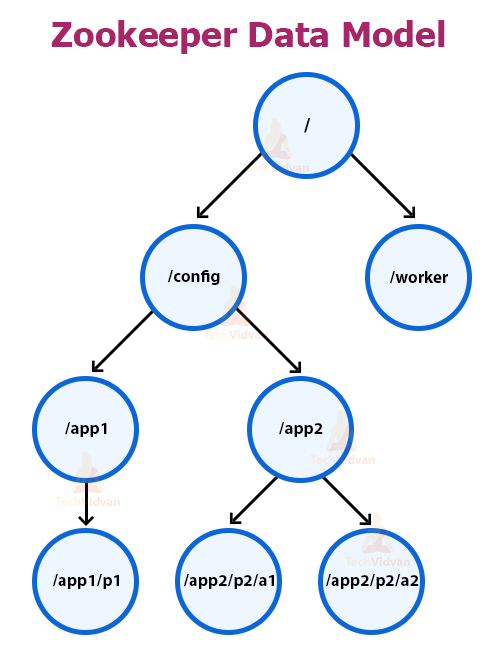 Zookeeper Data Model
/
TechVidvan
/config
/worker
TechVidvan
/app1
/app2
TechVidvan
TechVidvan
/app1/p1
/app2/p2/a1
/app2/p2/a2
TechVidvan